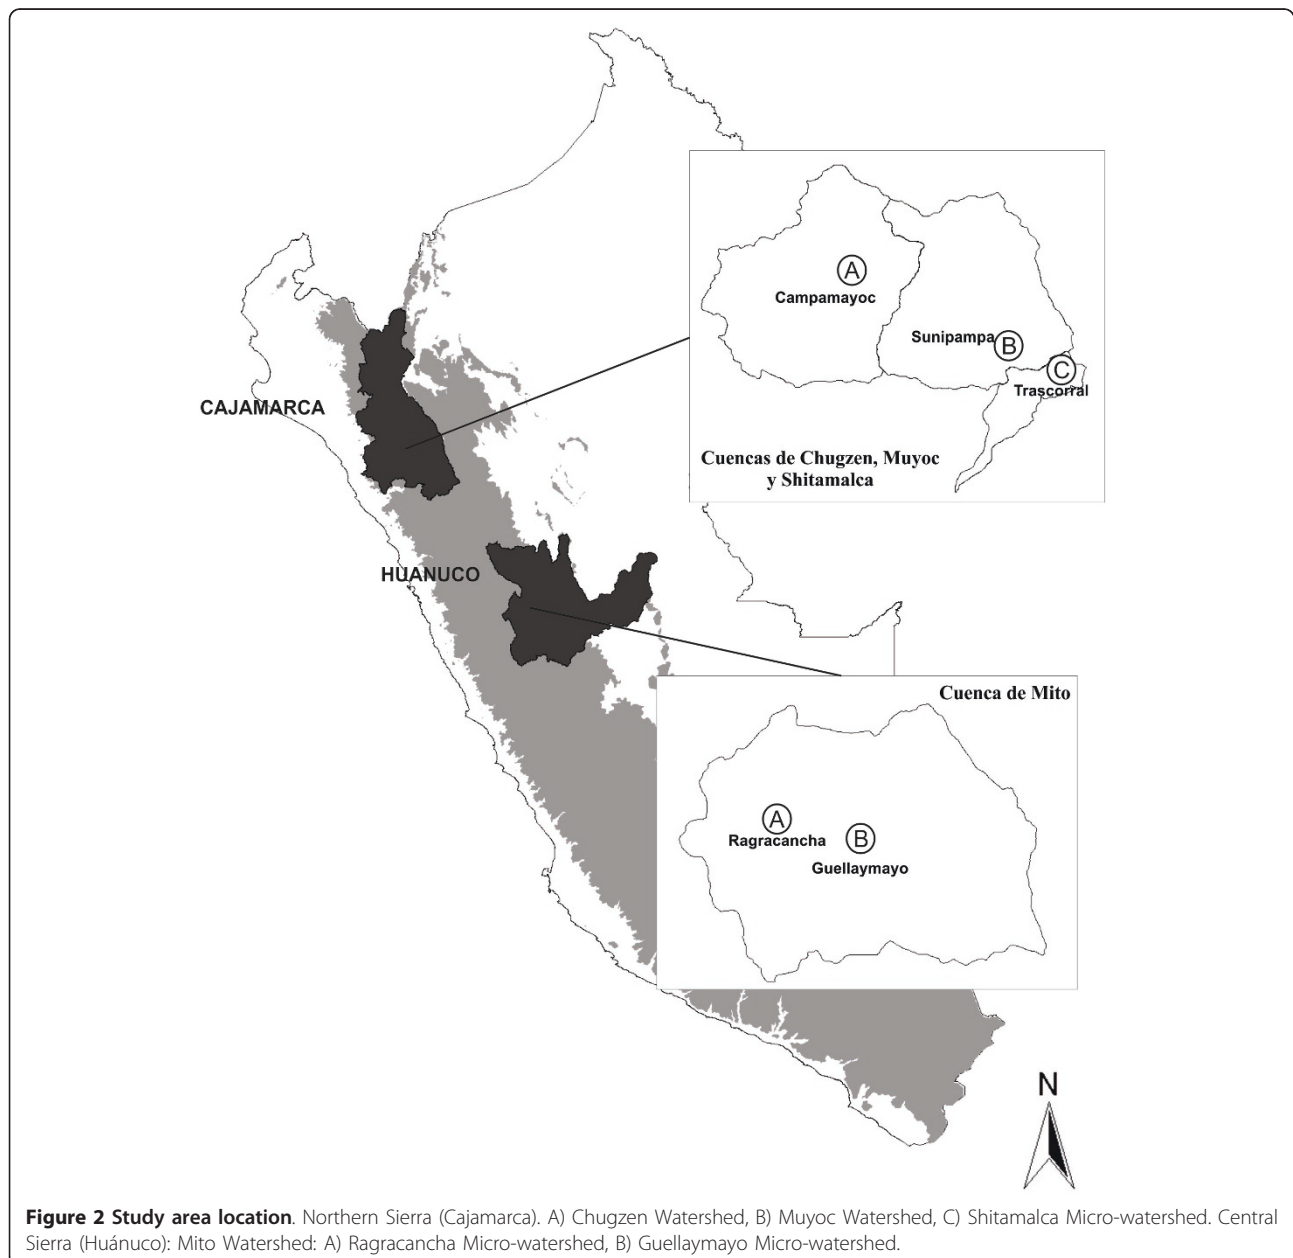 A
Campamayoc
Sunipampa B
C
Trascorral
Cuencas de Chugzen, Muyoc
y Shitamalca
CAJAMARCA
HUANUCO
Cuenca de Mito
A
Ragracancha
B
Guellaymayo
N
Figure 2 Study area location. Northern Sierra (Cajamarca). A) Chugzen Watershed, B) Muyoc Watershed, C) Shitamalca Micro-watershed. Central
Sierra (Huánuco): Mito Watershed: A) Ragracancha Micro-watershed, B) Guellaymayo Micro-watershed.